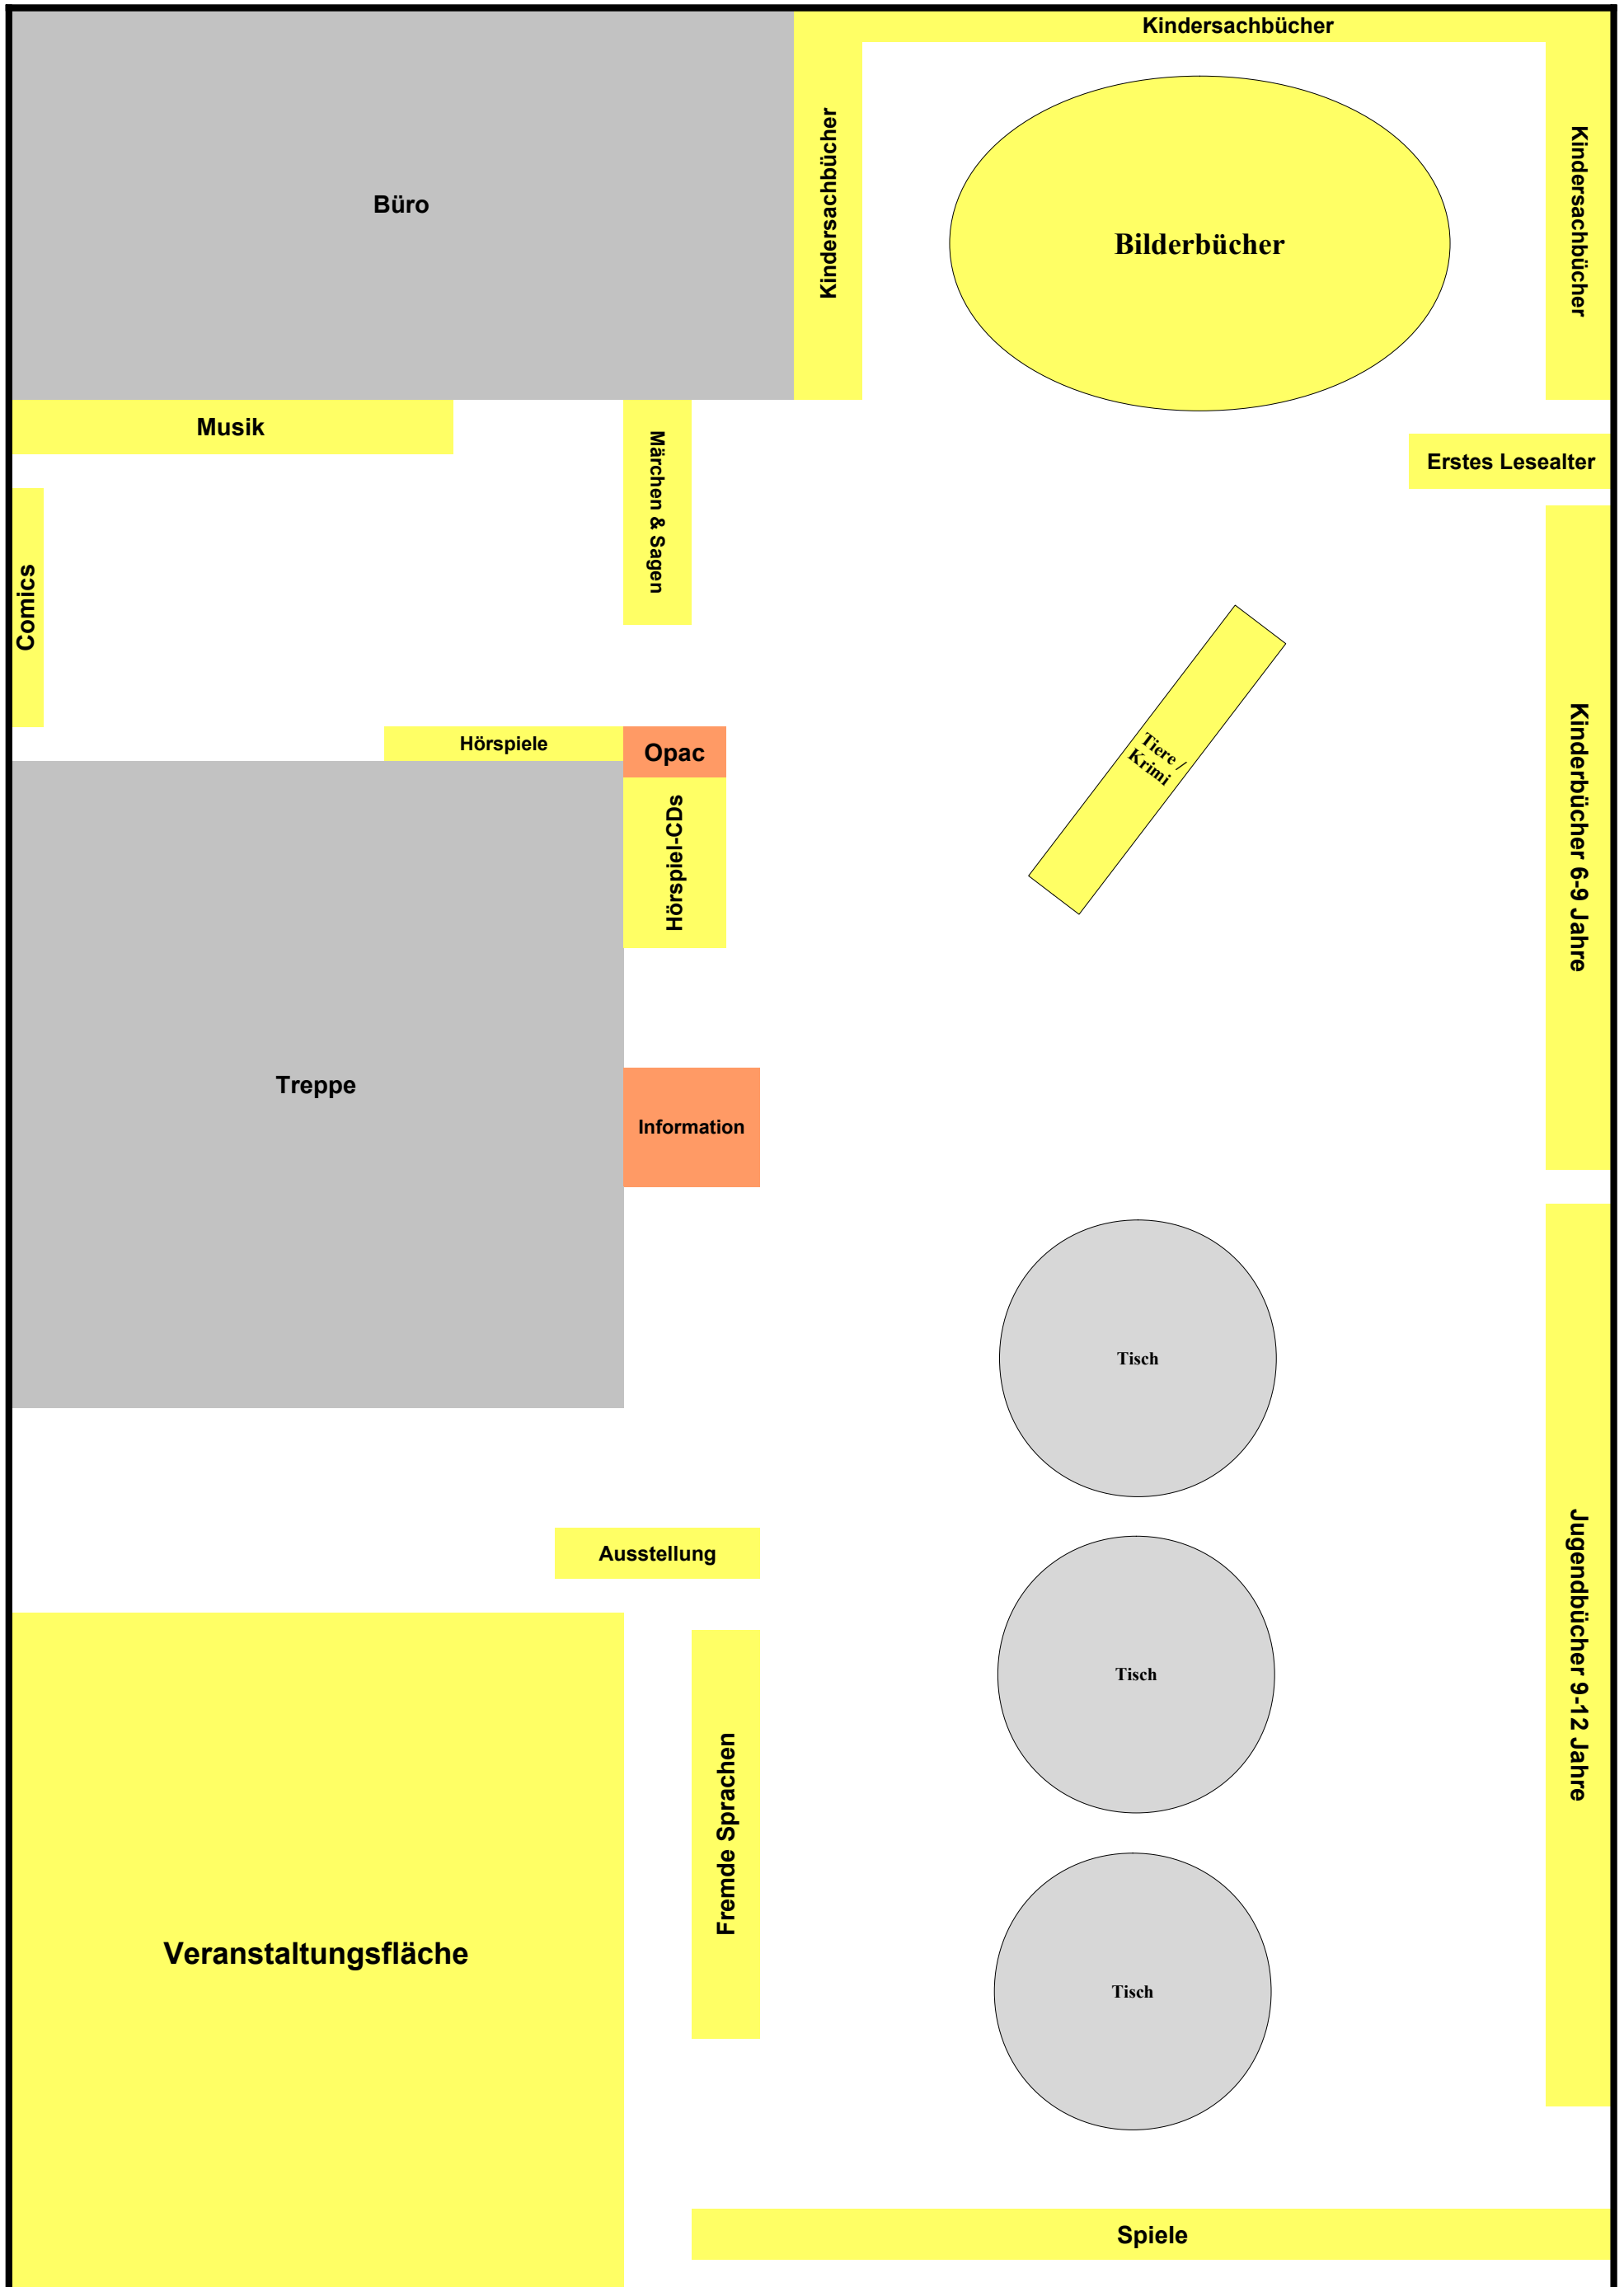 Kindersachbücher
Kindersachbücher
Kindersachbücher
Büro
Bilderbücher
Musik
Märchen & Sagen
Erstes Lesealter
Comics
Kinderbücher 6-9 Jahre
Tiere /
Krimi
Hörspiele
Opac
Hörspiel-CDs
Treppe
Information
Tisch
Jugendbücher 9-12 Jahre
Ausstellung
Tisch
Fremde Sprachen
Veranstaltungsfläche
Tisch
Spiele